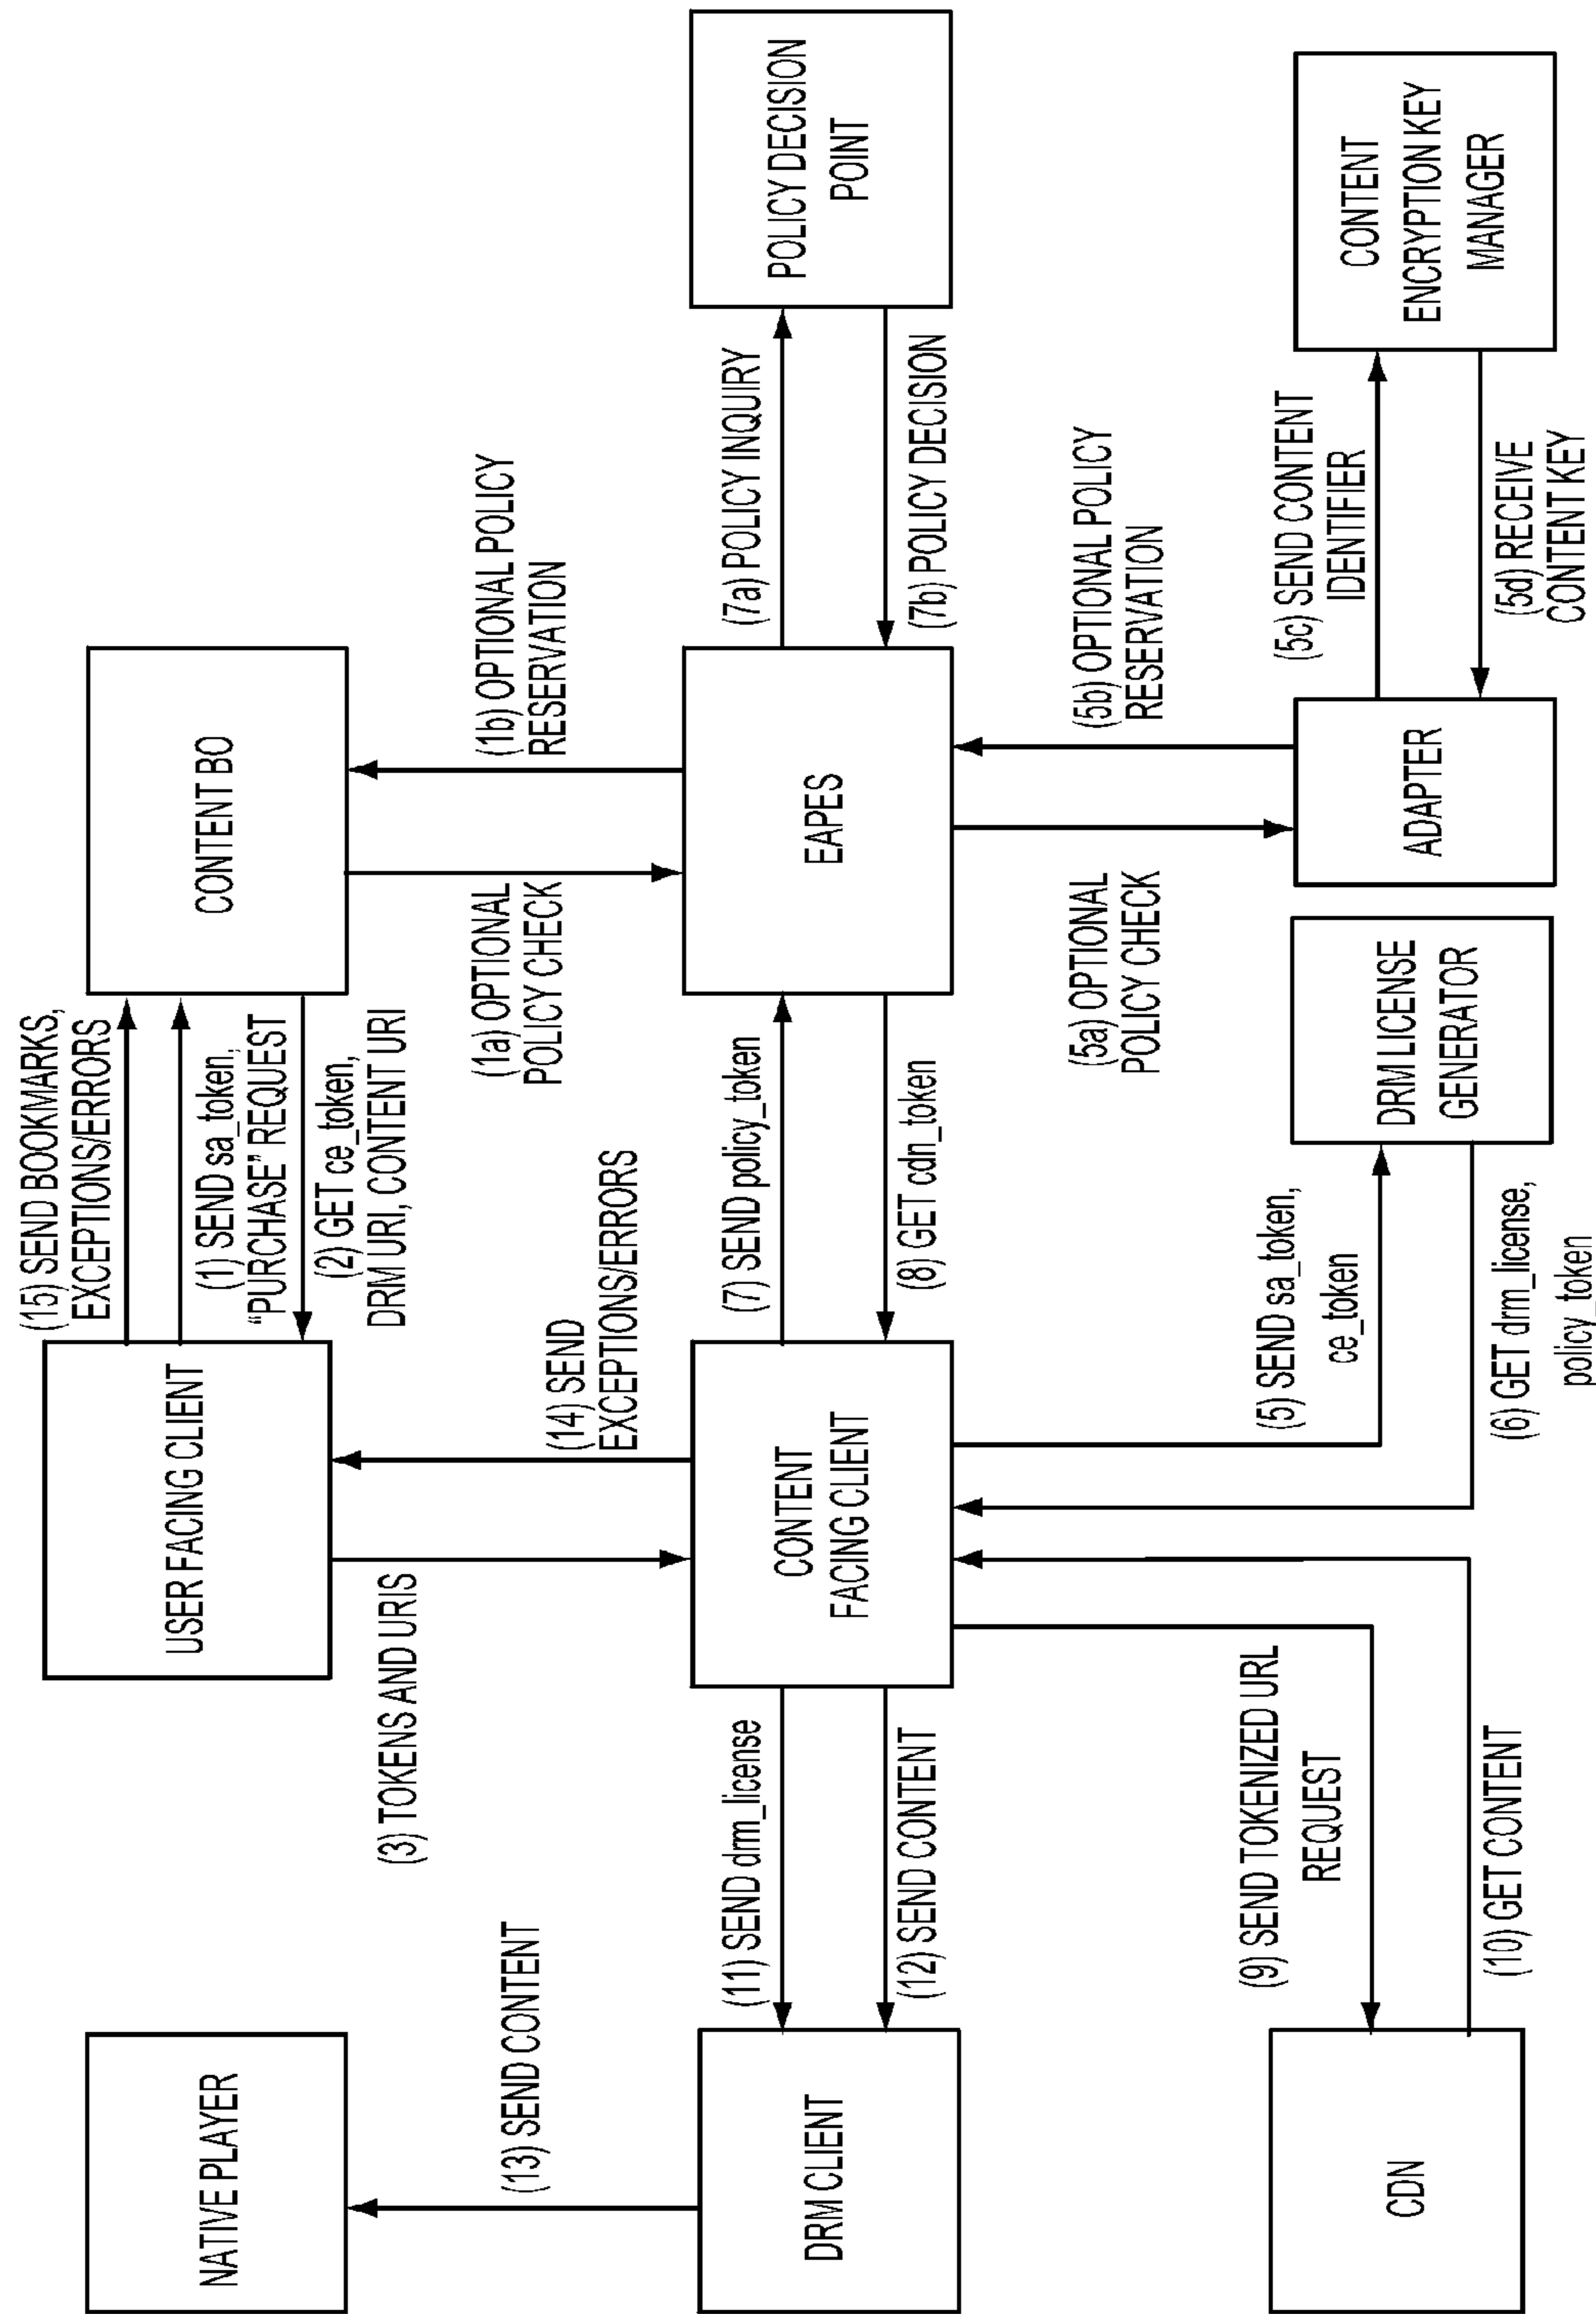 NATIVE PLAYER
(13) SEND CONTENT
DRM CLIENT
CDN
USER FACING CLIENT
(3) TOKENS AND URIS
(14) SEND
EXCEPTIONS/ERRORS
(11) SEND drm_license
(12) SEND CONTENT
CONTENT
FACING CLIENT
(9) SEND TOKENIZED URL
REQUEST
(10) GET CONTENT
(15) SEND BOOKMARKS,
EXCEPTIONS/ERRORS
(1) SEND sa_token,
“PURCHASE” REQUEST
(2) GET ce_token,
DRM URI, CONTENT URI
(7) SEND policy_token
(8) GET cdn_token
(5) SEND sa_token,
ce_token
(6) GET drm_license,
policy_token
CONTENT BO
(1a) OPTIONAL
POLICY CHECK
(1b) OPTIONAL POLICY
RESERVATION
EAPES
(5a) OPTIONAL
POLICY CHECK
(5b) OPTIONAL POLICY
RESERVATION
DRM LICENSE
GENERATOR
ADAPTER
(7a) POLICY INQUIRY
(7b) POLICY DECISION
POLICY DECISION
POINT
(5c) SEND CONTENT
IDENTIFIER
(5d) RECEIVE
CONTENT KEY
CONTENT
ENCRYPTION KEY
MANAGER